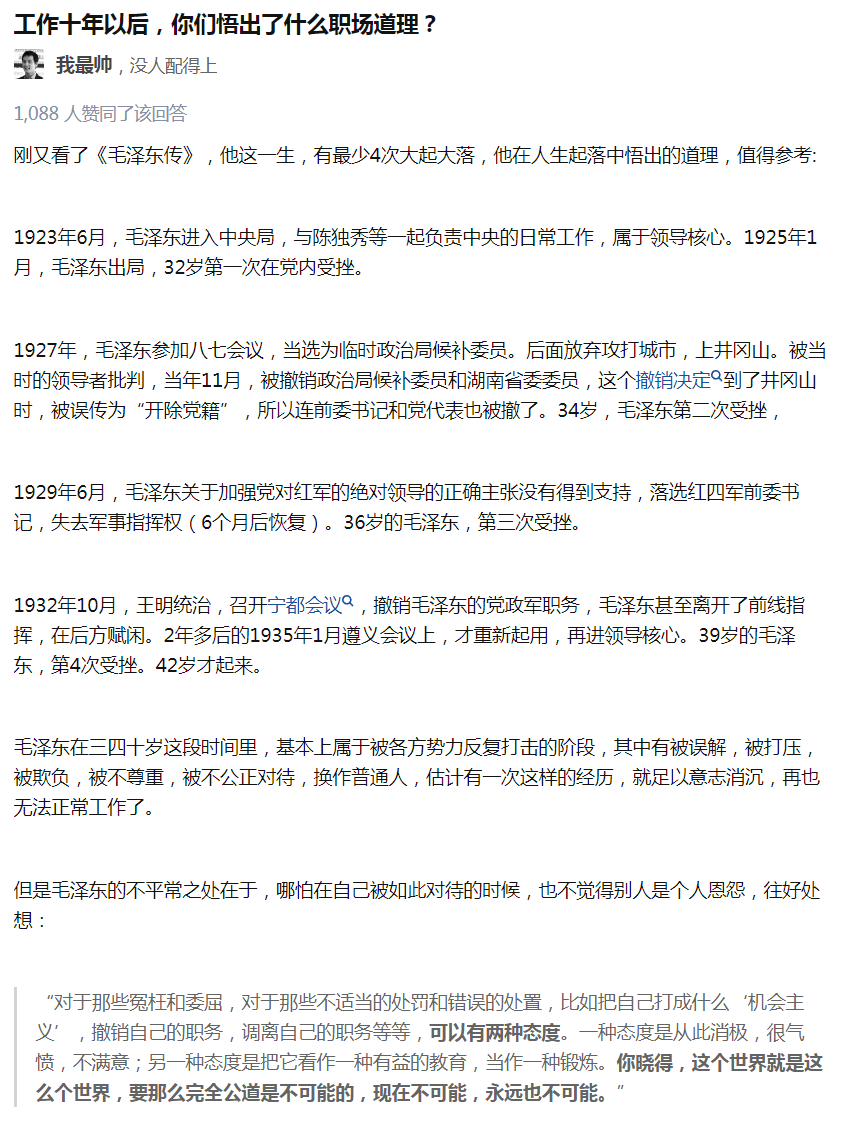 工作十年以后，你们悟出了什么职场道理？
我最帅，没人配得上
1,088 人赞同了该回答
刚又看了《毛泽东传》，他这一生，有最少4次大起大落，他在人生起落中悟出的道理，值得参考:
1923年6月，毛泽东进入中央局，与陈独秀等一起负责中央的日常工作，属于领导核心。1925年1
月，毛泽东出局，32岁第一次在党内受挫。
1927年，毛泽东参加八七会议，当选为临时政治局候补委员。后面放弃攻打城市，上井冈山。被当
时的领导者批判，当年11月，被撤销政治局候补委员和湖南省委委员，这个撤销决定到了井冈山
时，被误传为“开除党籍”，所以连前委书记和党代表也被撤了。34岁，毛泽东第二次受挫，
1929年6月，毛泽东关于加强党对红军的绝对领导的正确主张没有得到支持，落选红四军前委书
记，失去军事指挥权（6个月后恢复）。36岁的毛泽东，第三次受挫。
1932年10月，王明统治，召开宁都会议，撤销毛泽东的党政军职务，毛泽东甚至离开了前线指
挥，在后方赋闲。2年多后的1935年1月遵义会议上，才重新起用，再进领导核心。39岁的毛泽
东，第4次受挫。42岁才起来。
毛泽东在三四十岁这段时间里，基本上属于被各方势力反复打击的阶段，其中有被误解，被打压，
被欺负，被不尊重，被不公正对待，换作普通人，估计有一次这样的经历，就足以意志消沉，再也
无法正常工作了。
但是毛泽东的不平常之处在于，哪怕在自己被如此对待的时候，也不觉得别人是个人恩怨，往好处
想：
“对于那些冤枉和委屈，对于那些不适当的处罚和错误的处置，比如把自己打成什么‘机会主
义’，撤销自己的职务，调离自己的职务等等，可以有两种态度。一种态度是从此消极，很气
愤，不满意；另一种态度是把它看作一种有益的教育，当作一种锻炼。你晓得，这个世界就是这
么个世界，要那么完全公道是不可能的，现在不可能，永远也不可能。”